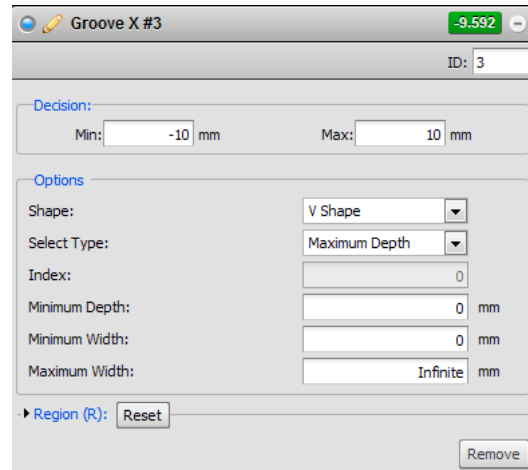 Groove X #3 -9.592
ID: 3
Decision:
Min: -10 mm Max: 10 mm
Options
Shape: V Shape
Select Type: Maximum Depth
Index: 0
Minimum Depth: 0 mm
Minimum Width: 0 mm
Maximum Width: Infinite mm
Region (R): Reset
Remove